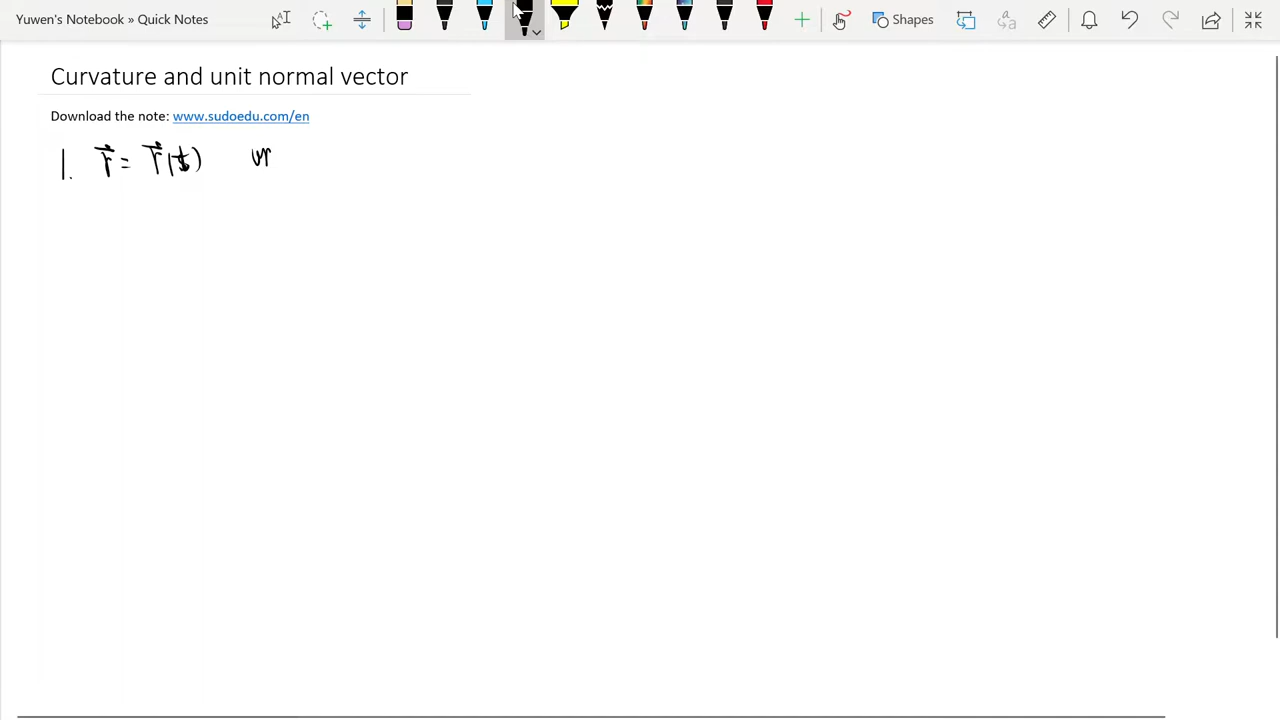 Yuwen's Notebook » Quick Notes
Shapes
Curvature and unit normal vector
Download the note: www.sudoedu.com/en
1. r⃗ = r⃗(t)